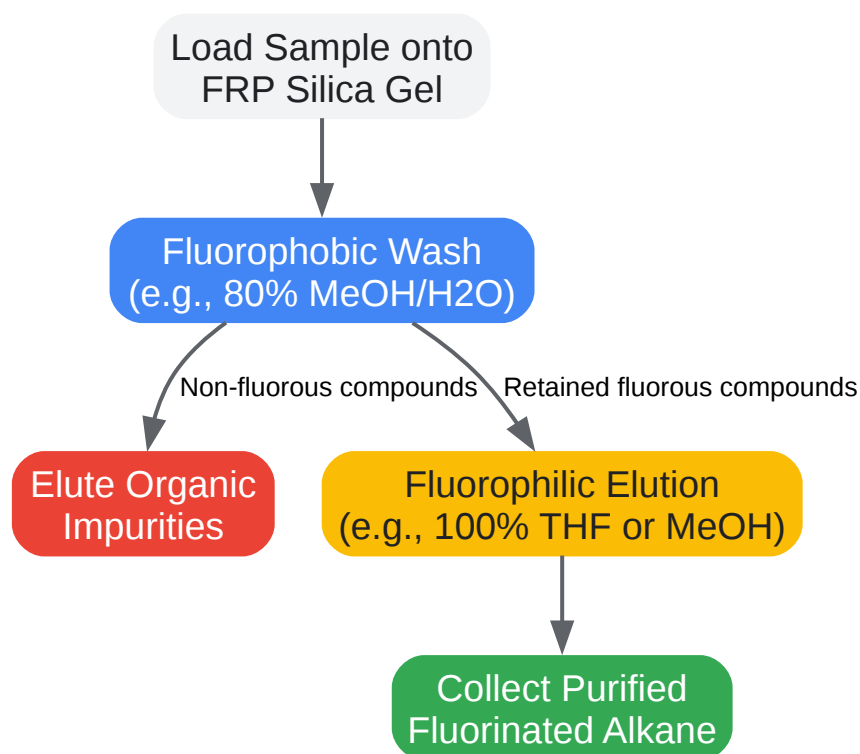 Load Sample onto
FRP Silica Gel
Fluorophobic Wash
(e.g., 80% MeOH/H2O)
Non-fluorous compounds
Retained fluorous compounds
Elute Organic
Impurities
Fluorophilic Elution
(e.g., 100% THF or MeOH)
Collect Purified
Fluorinated Alkane